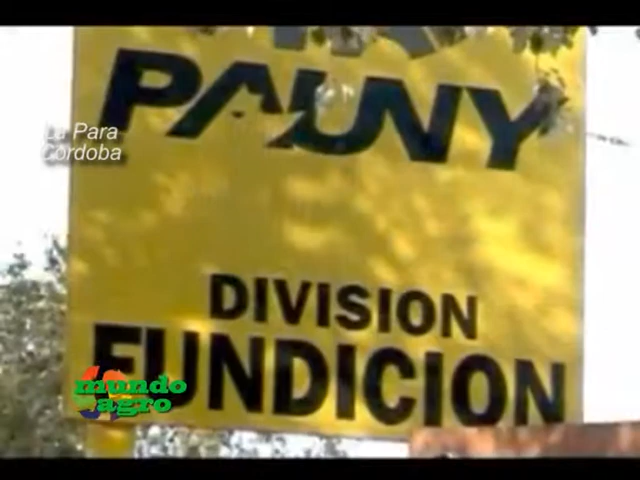 PAUNY
La Para
Córdoba
DIVISION
FUNDICION
mundo
agro